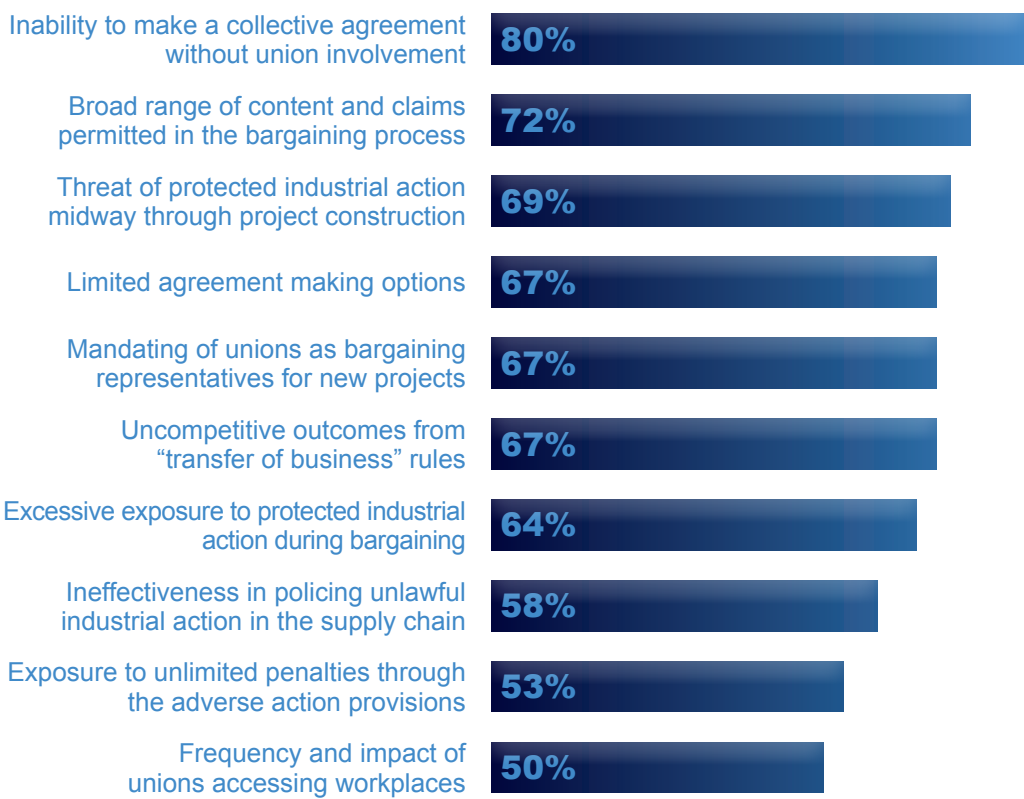 Inability to make a collective agreement
without union involvement
80%
Broad range of content and claims
permitted in the bargaining process
72%
Threat of protected industrial action
midway through project construction
69%
Limited agreement making options
67%
Mandating of unions as bargaining
representatives for new projects
67%
Uncompetitive outcomes from
“transfer of business” rules
67%
Excessive exposure to protected industrial
action during bargaining
64%
Ineffectiveness in policing unlawful
industrial action in the supply chain
58%
Exposure to unlimited penalties through
the adverse action provisions
53%
Frequency and impact of
unions accessing workplaces
50%